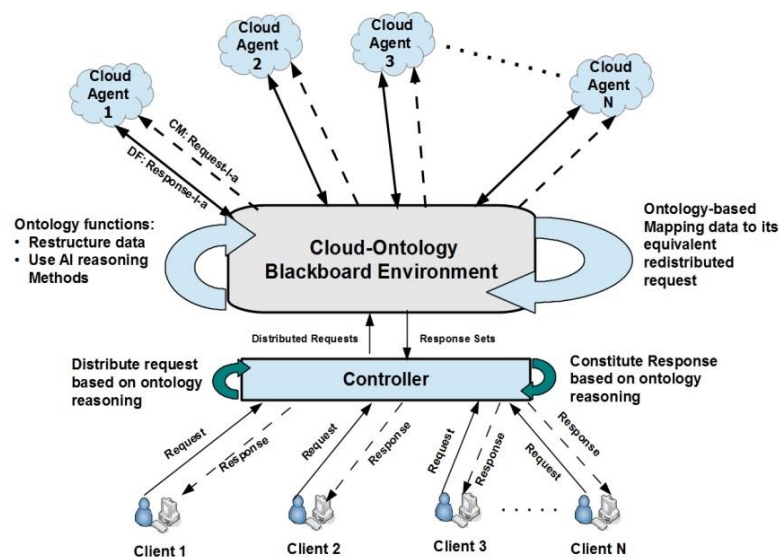 Cloud
Agent
1
Cloud
Agent
2
Cloud
Agent
3
Cloud
Agent
N
CM: Request-I-a
DF: Response-I-a
Ontology functions:
• Restructure data
• Use AI reasoning
Methods
Cloud-Ontology
Blackboard Environment
Ontology-based
Mapping data to its
equivalent
redistributed
request
Distributed Requests
Response Sets
Distribute request
based on ontology
reasoning
Controller
Constitute Response
based on ontology
reasoning
Request
Response
Request
Response
Request
Response
Request
Response
Client 1
Client 2
Client 3
Client N